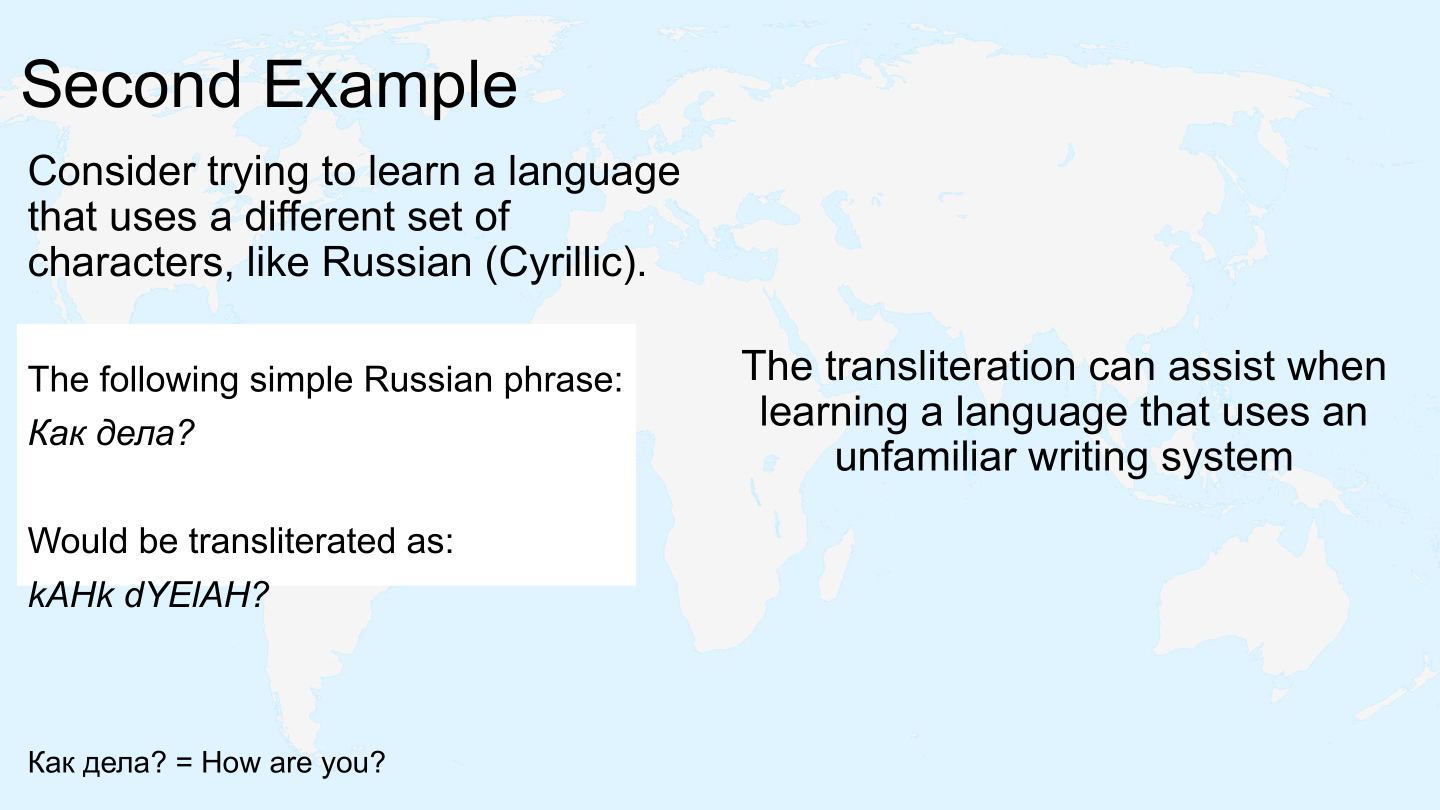 Second Example
Consider trying to learn a language
that uses a different set of
characters, like Russian (Cyrillic).
The following simple Russian phrase:
Как дела?
Would be transliterated as:
kAHk dYElAH?
The transliteration can assist when
learning a language that uses an
unfamiliar writing system
Как дела? = How are you?